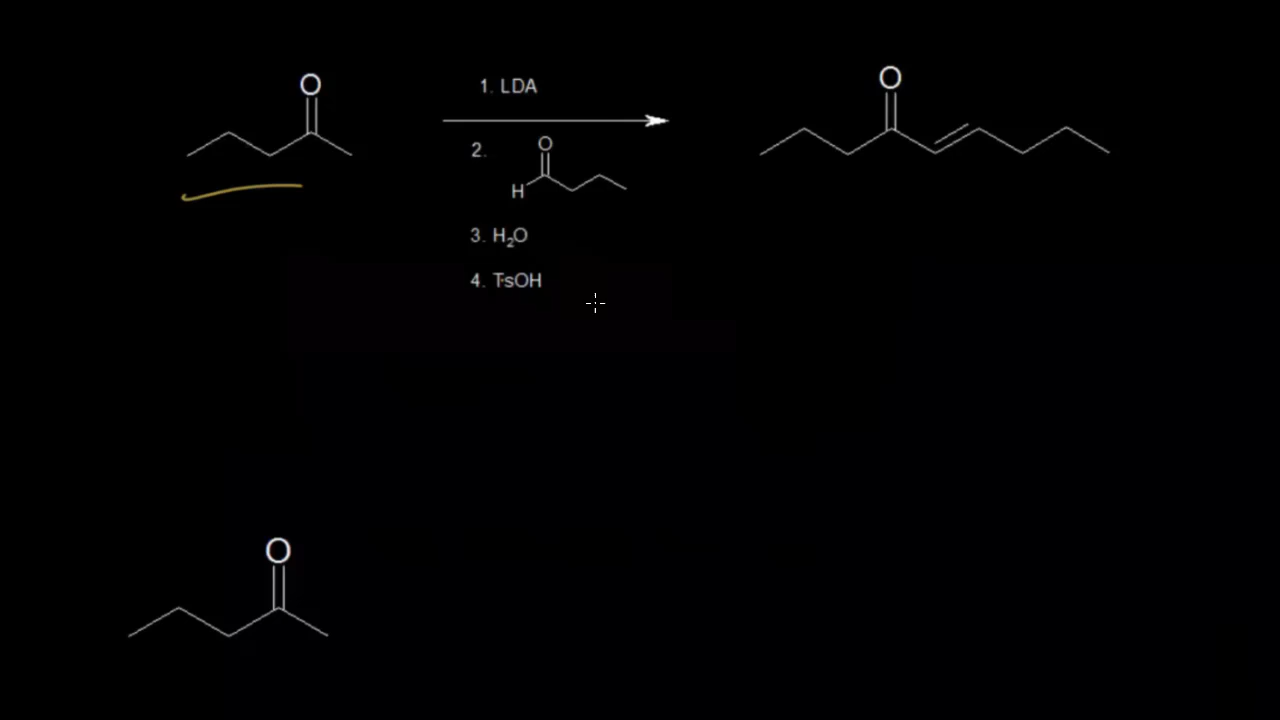 O
1. LDA
O
2.
O
H
3. H₂O
4. TsOH
O